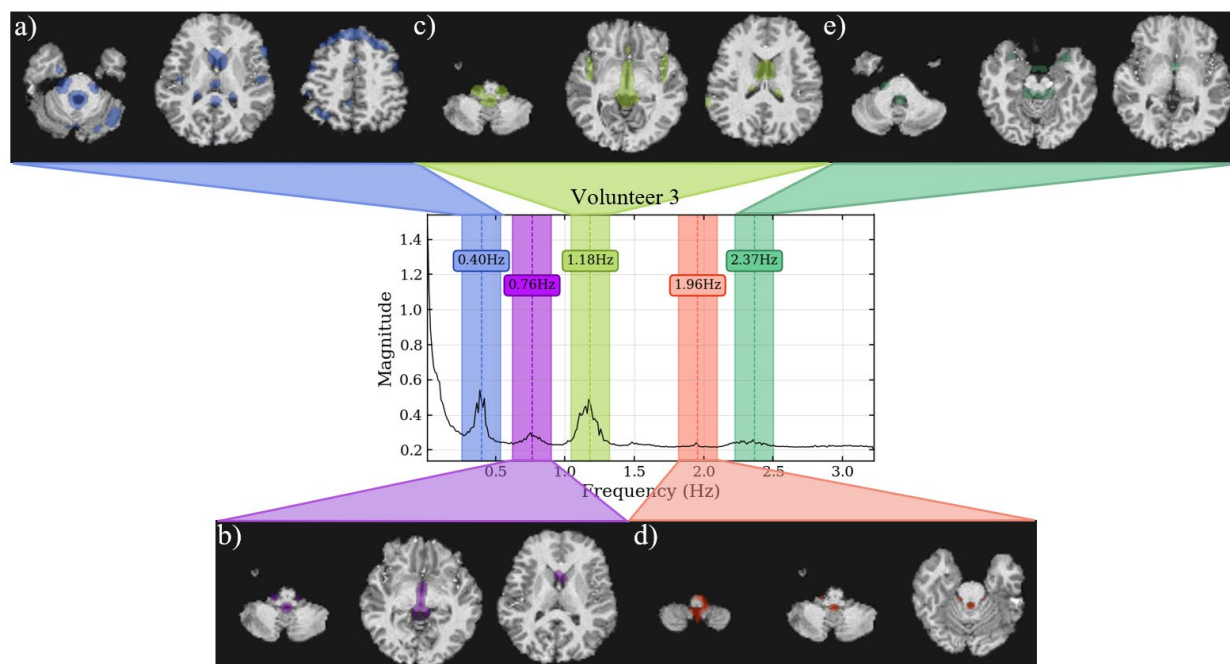 a)
c)
e)
Volunteer 3
Magnitude
1.4
1.2
1.0
0.8
0.6
0.4
0.2
0.40Hz
0.76Hz
1.18Hz
1.96Hz
2.37Hz
0.5
1.0
1.5
2.0
2.5
3.0
Frequency (Hz)
b)
d)